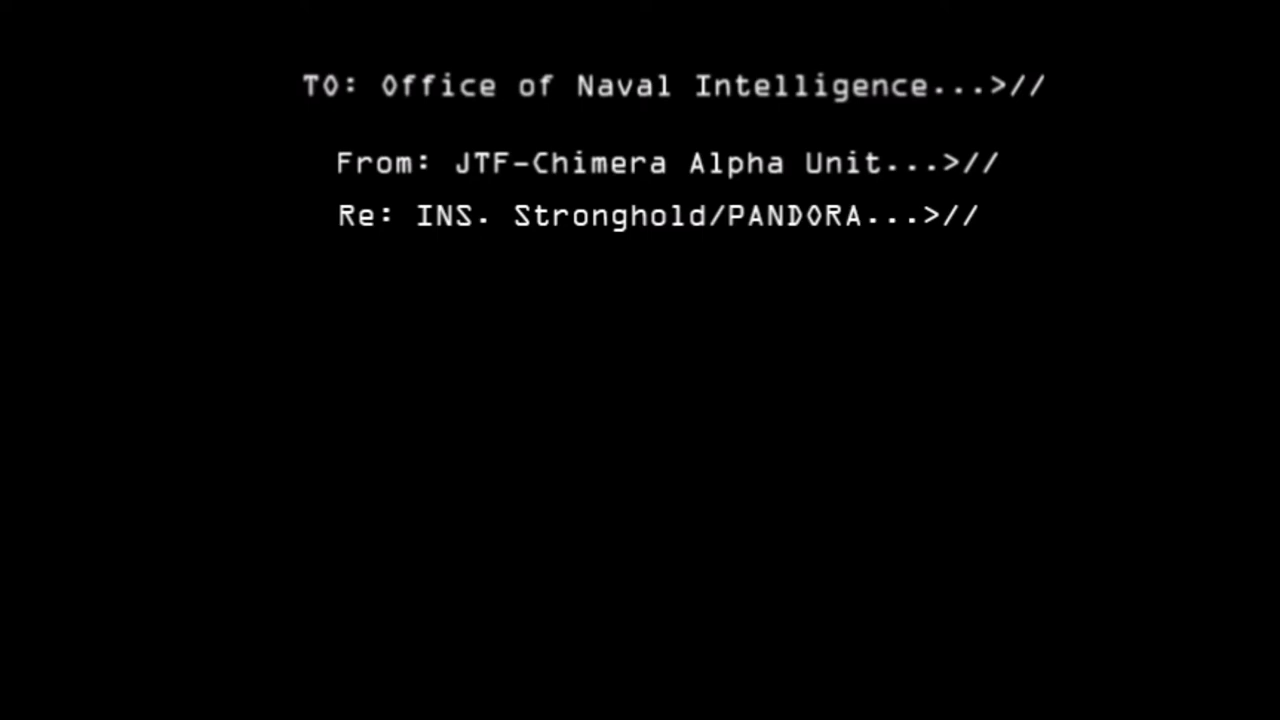 TO: Office of Naval Intelligence...>//
From: JTF-Chimera Alpha Unit...>//
Re: INS. Stronghold/PANDORA...>//